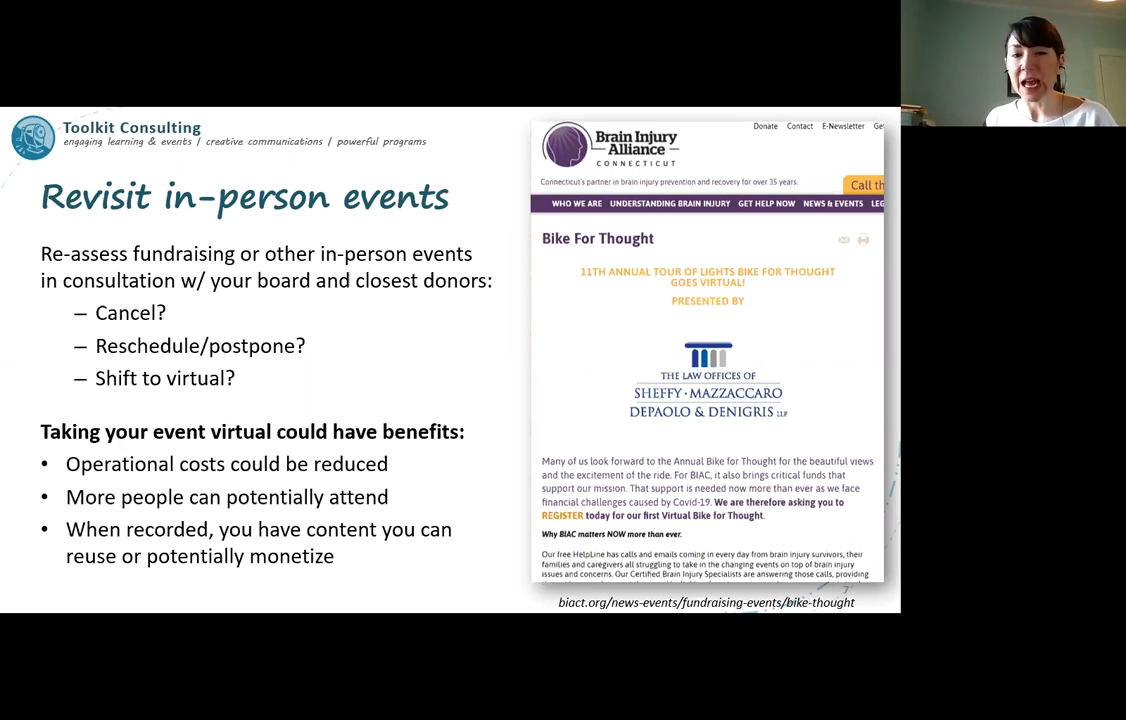 Toolkit Consulting
engaging learning & events / creative communications / powerful programs
Revisit in-person events
Re-assess fundraising or other in-person events
in consultation w/ your board and closest donors:
– Cancel?
– Reschedule/postpone?
– Shift to virtual?
Taking your event virtual could have benefits:
• Operational costs could be reduced
• More people can potentially attend
• When recorded, you have content you can
reuse or potentially monetize
Donate Contact E-Newsletter Ge
Brain Injury
Alliance
CONNECTICUT
Connecticut's partner in brain injury prevention and recovery for over 35 years.
Call th
WHO WE ARE UNDERSTANDING BRAIN INJURY GET HELP NOW NEWS & EVENTS LEG
Bike For Thought
11TH ANNUAL TOUR OF LIGHTS BIKE FOR THOUGHT
GOES VIRTUAL!
PRESENTED BY
THE LAW OFFICES OF
SHEFFY · MAZZACCARO
DEPAOLO & DENIGRIS LLP
Many of us look forward to the Annual Bike for Thought for the beautiful views
and the excitement of the ride. For BIAC, it also brings critical funds that
support our mission. That support is needed now more than ever as we face
financial challenges caused by Covid-19. We are therefore asking you to
REGISTER today for our first Virtual Bike for Thought.
Why BIAC matters NOW more than ever.
Our free HelpLine has calls and emails coming in every day from brain injury survivors, their
families and caregivers all struggling to take in the changing events on top of brain injury
issues and concerns. Our Certified Brain Injury Specialists are answering those calls, providing
7
biact.org/news-events/fundraising-events/bike-thought